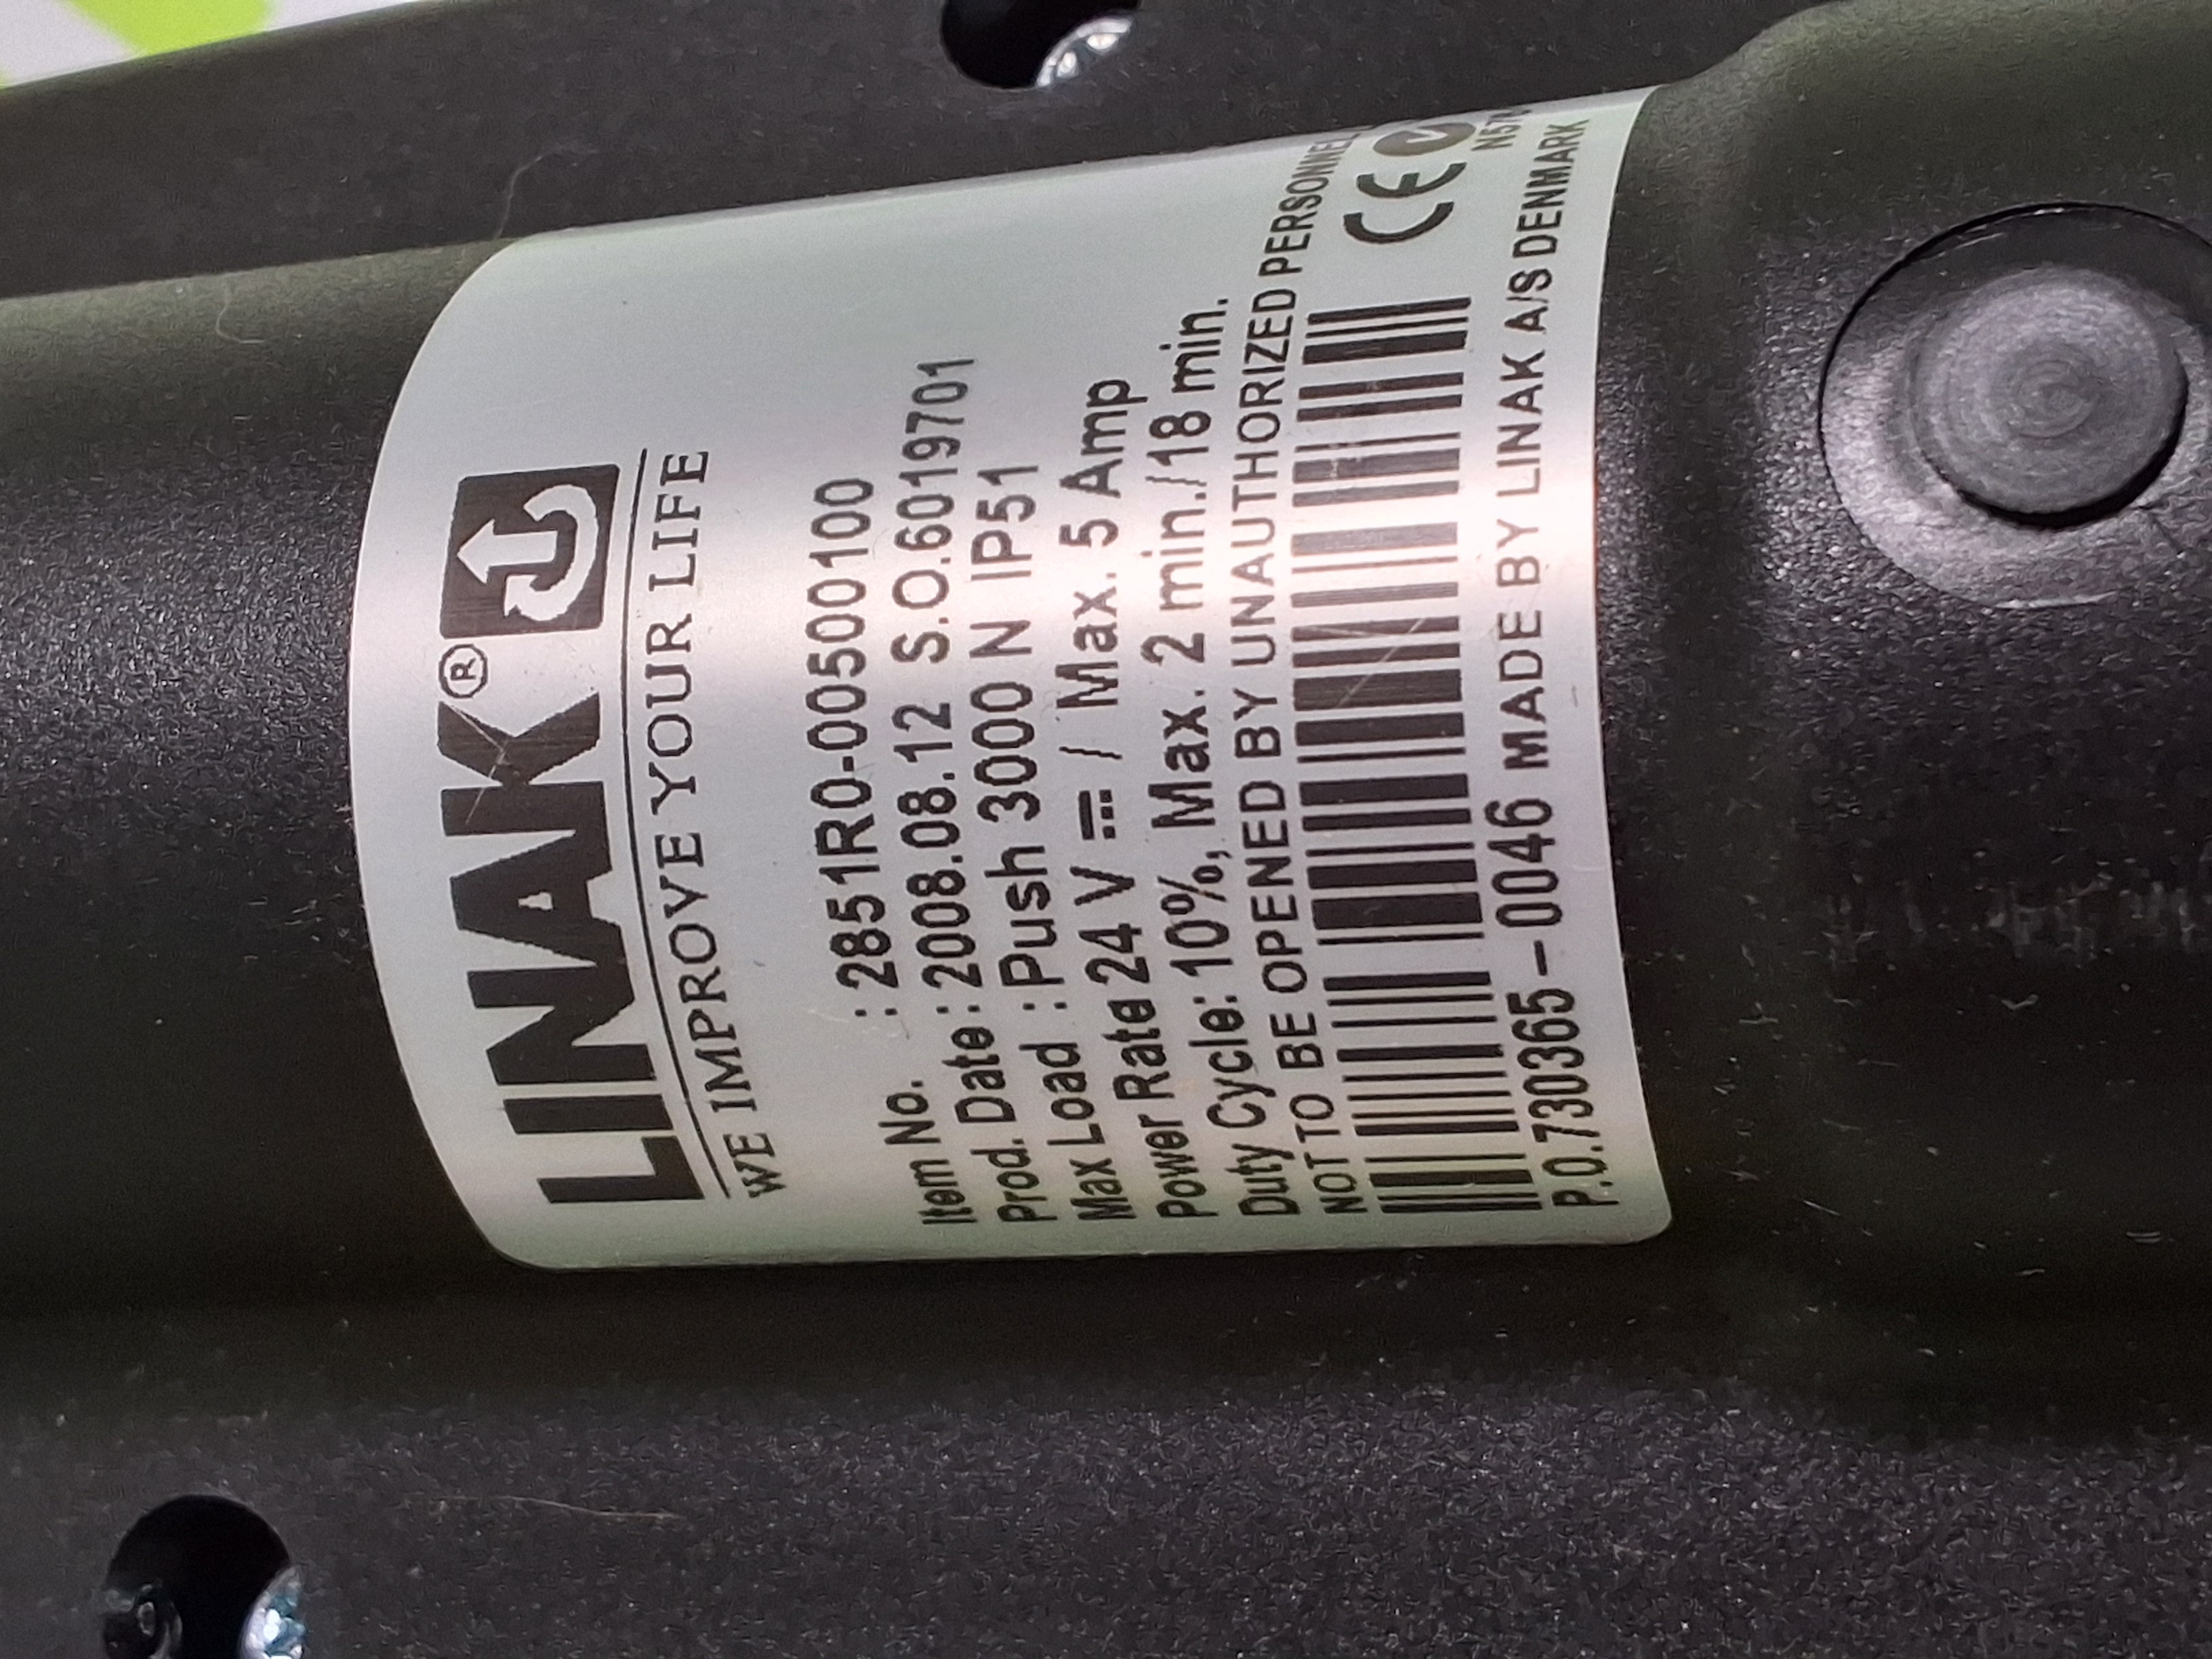 LINAK®
WE IMPROVE YOUR LIFE
Item No. : 2851R0-00500100
Prod. Date : 2008.08.12 S.O.6019701
Max Load : Push 3000 N IP51
Power Rate 24 V ⎓ / Max. 5 Amp
Duty Cycle: 10%, Max. 2 min./18 min.
NOT TO BE OPENED BY UNAUTHORIZED PERSONNEL
CE
P.O.730365-0046 MADE BY LINAK A/S DENMARK